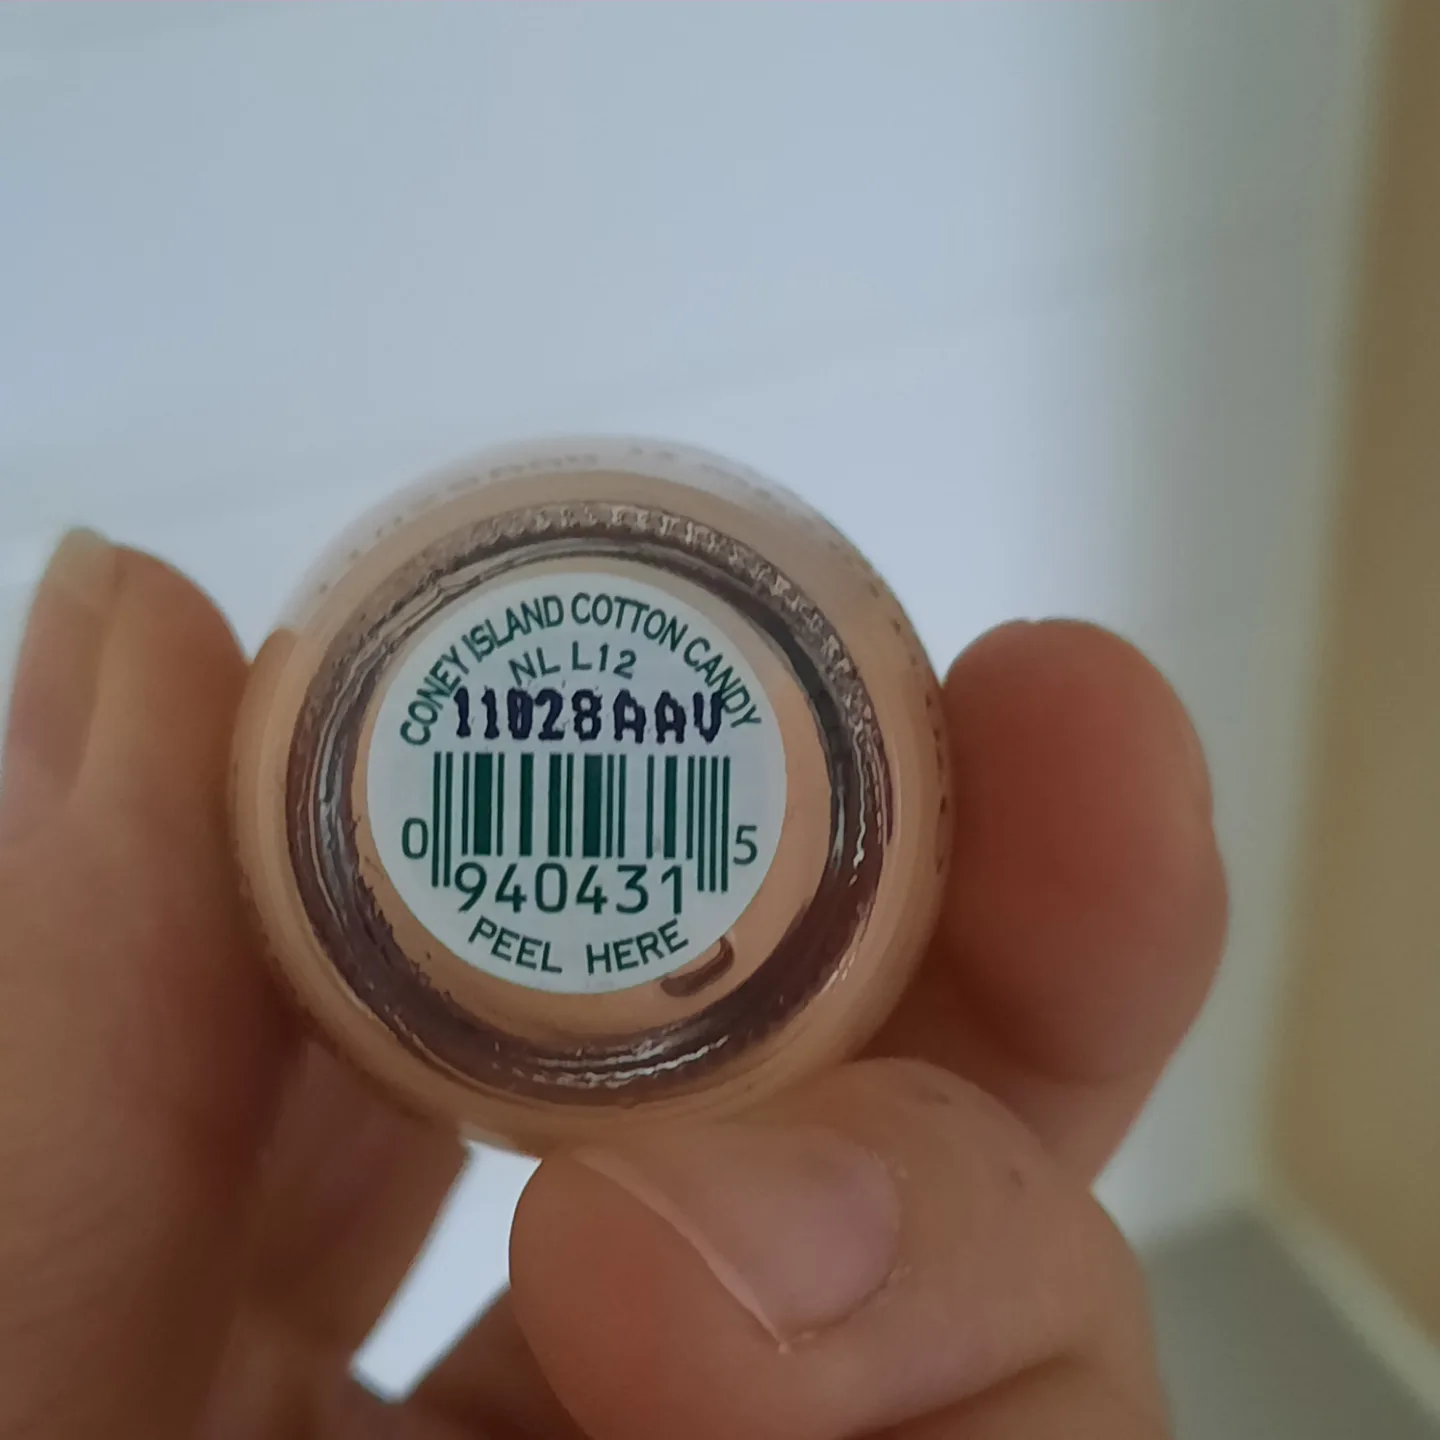 CONEY ISLAND COTTON CANDY
NL L12
11028AAV
0 940431 5
PEEL HERE